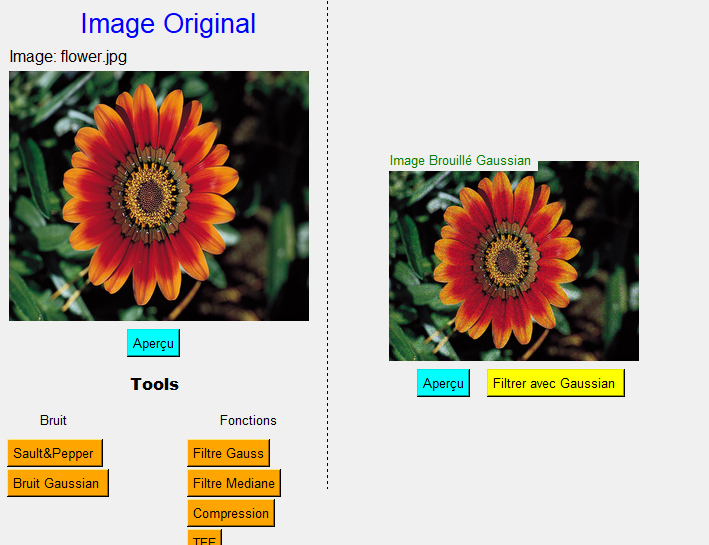 Image Original
Image: flower.jpg
Aperçu
Tools
Bruit
Fonctions
Sault&Pepper
Filtre Gauss
Bruit Gaussian
Filtre Mediane
Compression
TFF
Image Brouillé Gaussian
Aperçu
Filtrer avec Gaussian